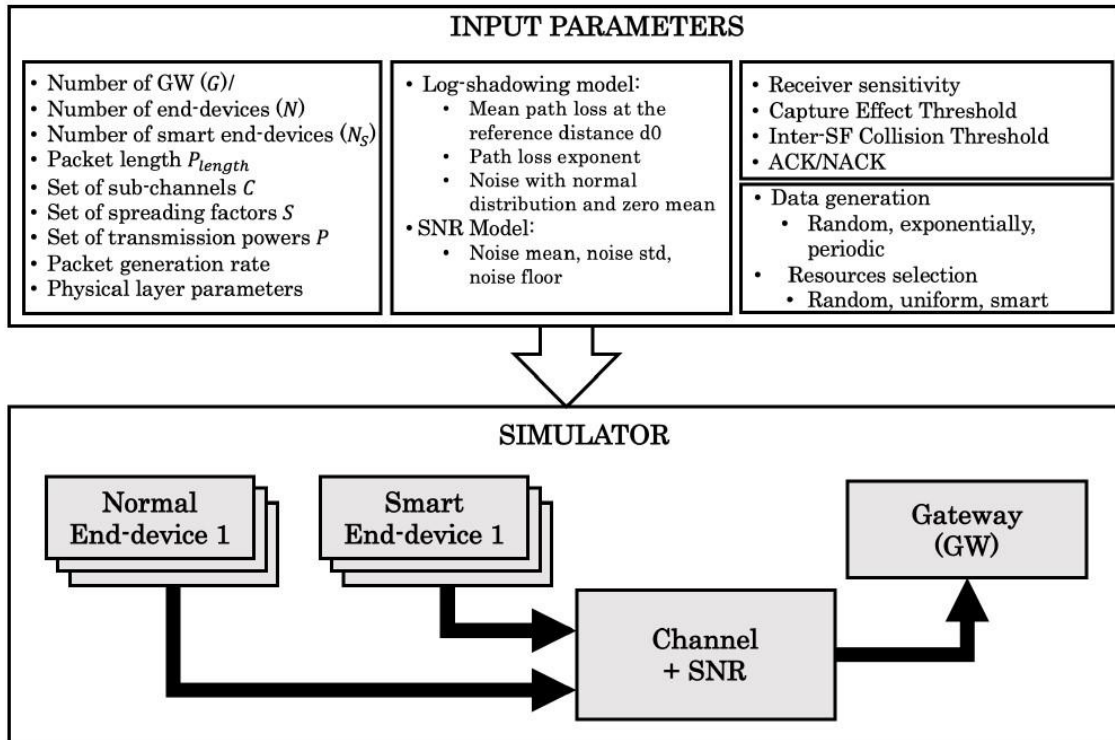 INPUT PARAMETERS
• Number of GW (G)/
• Number of end-devices (N)
• Number of smart end-devices (N_S)
• Packet length P_length
• Set of sub-channels C
• Set of spreading factors S
• Set of transmission powers P
• Packet generation rate
• Physical layer parameters
• Log-shadowing model:
• Mean path loss at the
reference distance d0
• Path loss exponent
• Noise with normal
distribution and zero mean
• SNR Model:
• Noise mean, noise std,
noise floor
• Receiver sensitivity
• Capture Effect Threshold
• Inter-SF Collision Threshold
• ACK/NACK
• Data generation
• Random, exponentially,
periodic
• Resources selection
• Random, uniform, smart
SIMULATOR
Normal
End-device 1
Smart
End-device 1
Gateway
(GW)
Channel
+ SNR